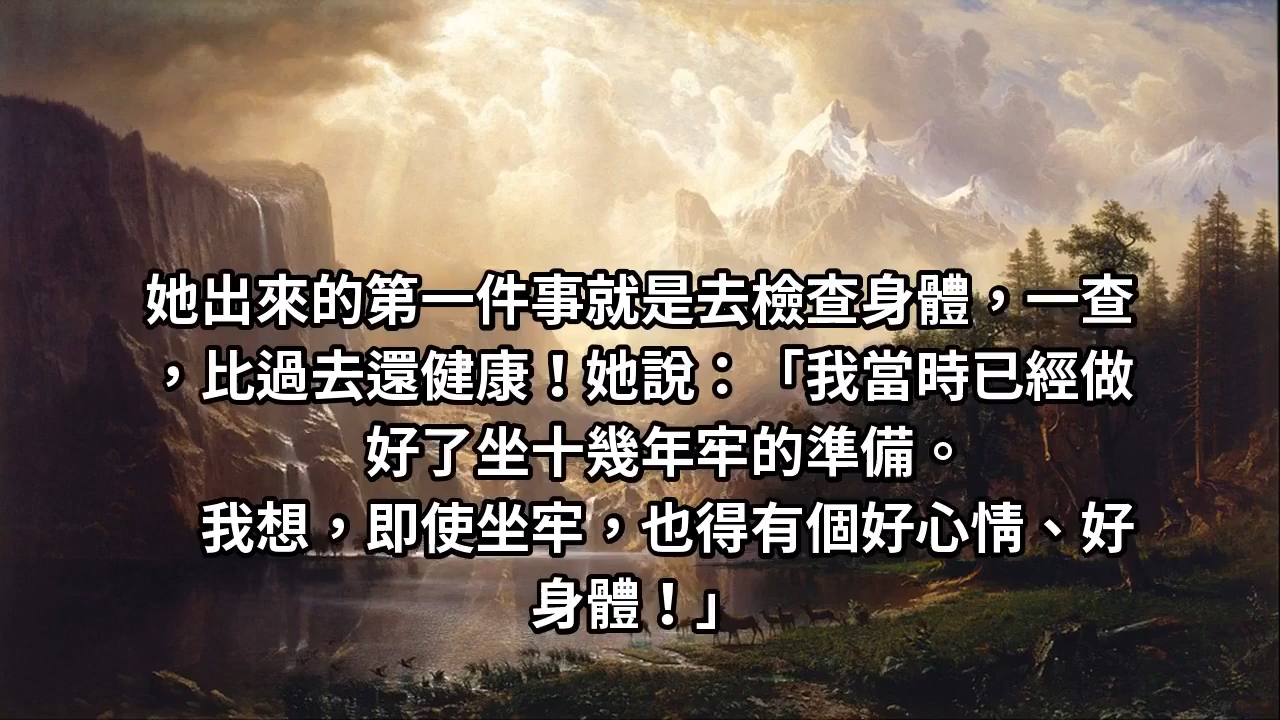 她出來的第一件事就是去檢查身體，一查
，比過去還健康！她說：「我當時已經做
好了坐十幾年牢的準備。
我想，即使坐牢，也得有個好心情、好
身體！」